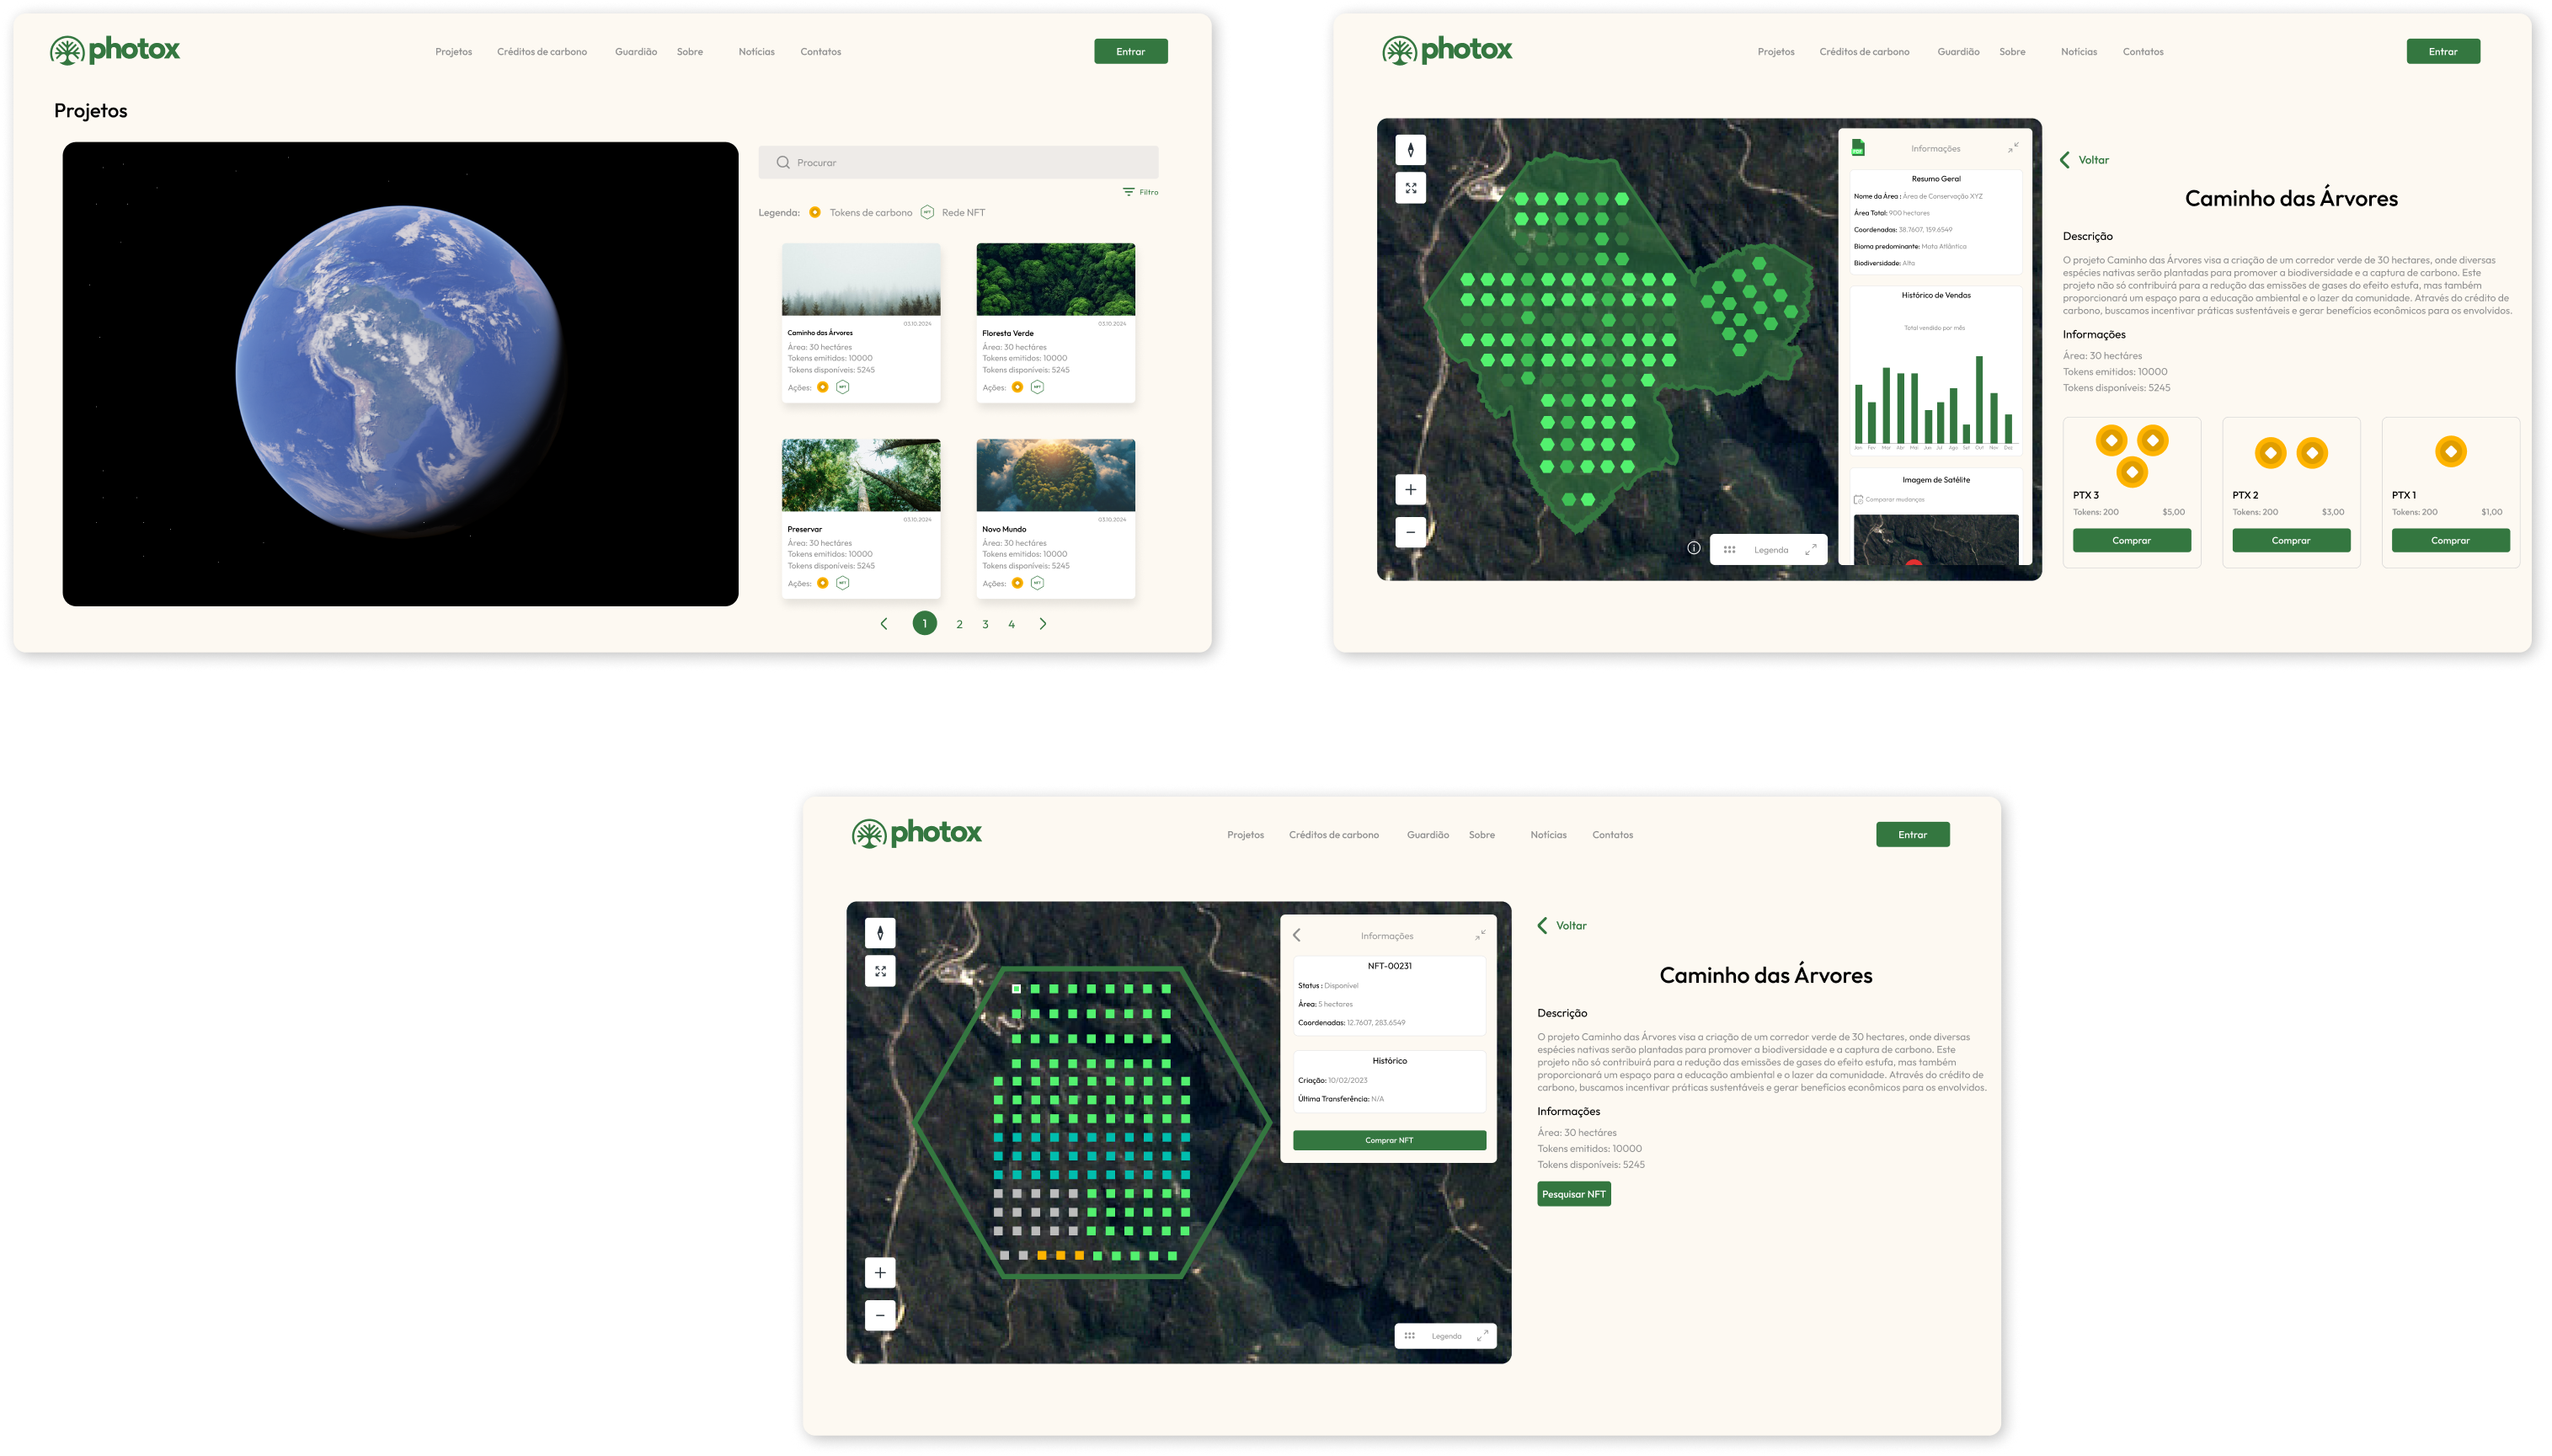 photox
Projetos Créditos de carbono Guardião Sobre Notícias Contatos
Entrar
Projetos
Procurar
Filtro
Legenda: Tokens de carbono NFT Rede NFT
03.10.2024
Caminho das Árvores
Área: 30 hectáres
Tokens emitidos: 10000
Tokens disponíveis: 5245
Ações: NFT
03.10.2024
Floresta Verde
Área: 30 hectáres
Tokens emitidos: 10000
Tokens disponíveis: 5245
Ações: NFT
03.10.2024
Preservar
Área: 30 hectáres
Tokens emitidos: 10000
Tokens disponíveis: 5245
Ações: NFT
03.10.2024
Novo Mundo
Área: 30 hectáres
Tokens emitidos: 10000
Tokens disponíveis: 5245
Ações: NFT
1 2 3 4
photox
Projetos Créditos de carbono Guardião Sobre Notícias Contatos
Entrar
Informações
Resumo Geral
Nome da Área : Área de Conservação XYZ
Área Total: 900 hectares
Coordenadas: 38.7607, 159.6549
Bioma predominante: Mata Atlântica
Biodiversidade: Alta
Histórico de Vendas
Total vendido por mês
Jan Fev Mar Abr Mai Jun Jul Ago Set Out Nov Dez
Imagem de Satélite
Comparar mudanças
Legenda
Voltar
Caminho das Árvores
Descrição
O projeto Caminho das Árvores visa a criação de um corredor verde de 30 hectares, onde diversas
espécies nativas serão plantadas para promover a biodiversidade e a captura de carbono. Este
projeto não só contribuirá para a redução das emissões de gases do efeito estufa, mas também
proporcionará um espaço para a educação ambiental e o lazer da comunidade. Através do crédito de
carbono, buscamos incentivar práticas sustentáveis e gerar benefícios econômicos para os envolvidos.
Informações
Área: 30 hectáres
Tokens emitidos: 10000
Tokens disponíveis: 5245
PTX 3
Tokens: 200 $5,00
Comprar
PTX 2
Tokens: 200 $3,00
Comprar
PTX 1
Tokens: 200 $1,00
Comprar
photox
Projetos Créditos de carbono Guardião Sobre Notícias Contatos
Entrar
Informações
NFT-00231
Status : Disponível
Área: 5 hectares
Coordenadas: 12.7607, 283.6549
Histórico
Criação: 10/02/2023
Última Transferência: N/A
Comprar NFT
Legenda
Voltar
Caminho das Árvores
Descrição
O projeto Caminho das Árvores visa a criação de um corredor verde de 30 hectares, onde diversas
espécies nativas serão plantadas para promover a biodiversidade e a captura de carbono. Este
projeto não só contribuirá para a redução das emissões de gases do efeito estufa, mas também
proporcionará um espaço para a educação ambiental e o lazer da comunidade. Através do crédito de
carbono, buscamos incentivar práticas sustentáveis e gerar benefícios econômicos para os envolvidos.
Informações
Área: 30 hectáres
Tokens emitidos: 10000
Tokens disponíveis: 5245
Pesquisar NFT